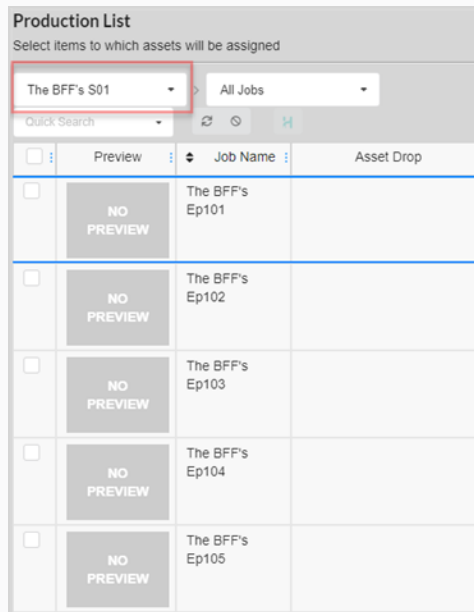 Production List
Select items to which assets will be assigned
The BFF's S01
All Jobs
Quick Search
Preview
Job Name
Asset Drop
NO
PREVIEW
The BFF's
Ep101
NO
PREVIEW
The BFF's
Ep102
NO
PREVIEW
The BFF's
Ep103
NO
PREVIEW
The BFF's
Ep104
NO
PREVIEW
The BFF's
Ep105